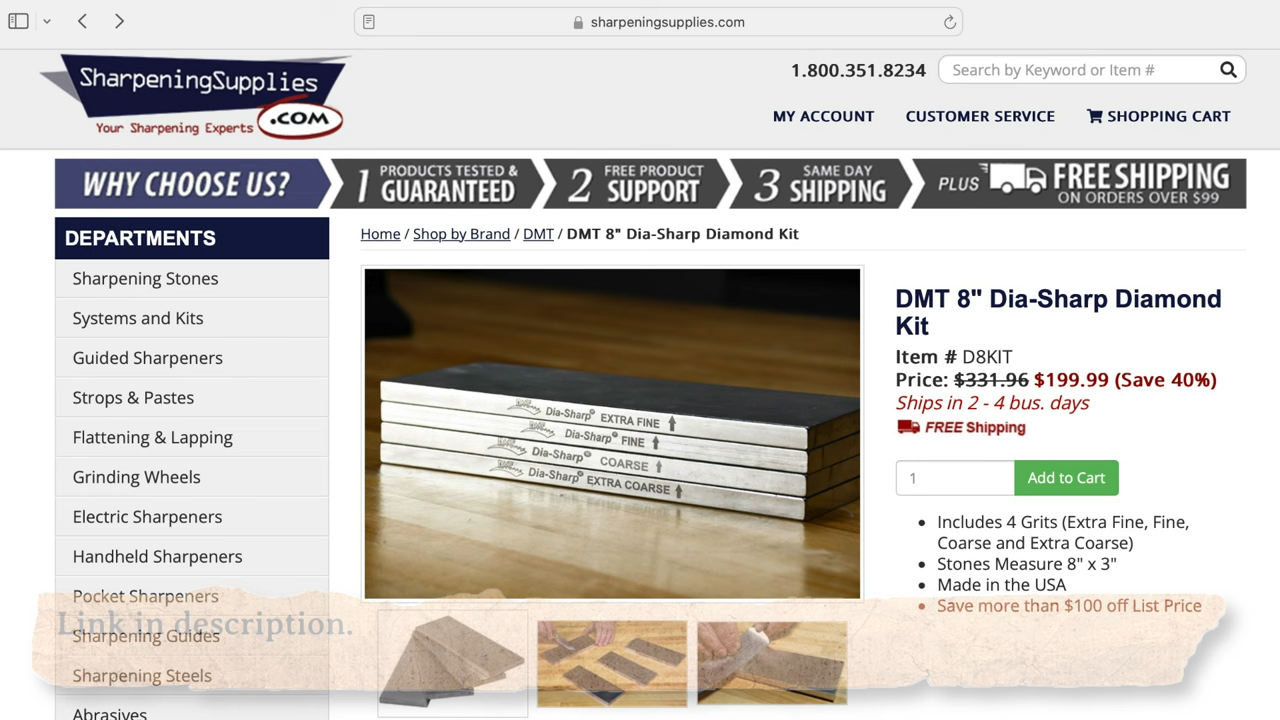 sharpeningsupplies.com
SharpeningSupplies
.COM
Your Sharpening Experts
1.800.351.8234
Search by Keyword or Item #
MY ACCOUNT
CUSTOMER SERVICE
SHOPPING CART
WHY CHOOSE US?
1 PRODUCTS TESTED &
GUARANTEED
2 FREE PRODUCT
SUPPORT
3 SAME DAY
SHIPPING
PLUS FREE SHIPPING
ON ORDERS OVER $99
DEPARTMENTS
Sharpening Stones
Systems and Kits
Guided Sharpeners
Strops & Pastes
Flattening & Lapping
Grinding Wheels
Electric Sharpeners
Handheld Sharpeners
Pocket Sharpeners
Link in description.
Sharpening Guides
Sharpening Steels
Abrasives
Home / Shop by Brand / DMT / DMT 8" Dia-Sharp Diamond Kit
Dia-Sharp® EXTRA FINE
Dia-Sharp® FINE
Dia-Sharp® COARSE
Dia-Sharp® EXTRA COARSE
DMT 8" Dia-Sharp Diamond
Kit
Item # D8KIT
Price: $331.96 $199.99 (Save 40%)
Ships in 2 - 4 bus. days
FREE Shipping
1
Add to Cart
Includes 4 Grits (Extra Fine, Fine,
Coarse and Extra Coarse)
Stones Measure 8" x 3"
Made in the USA
Save more than $100 off List Price